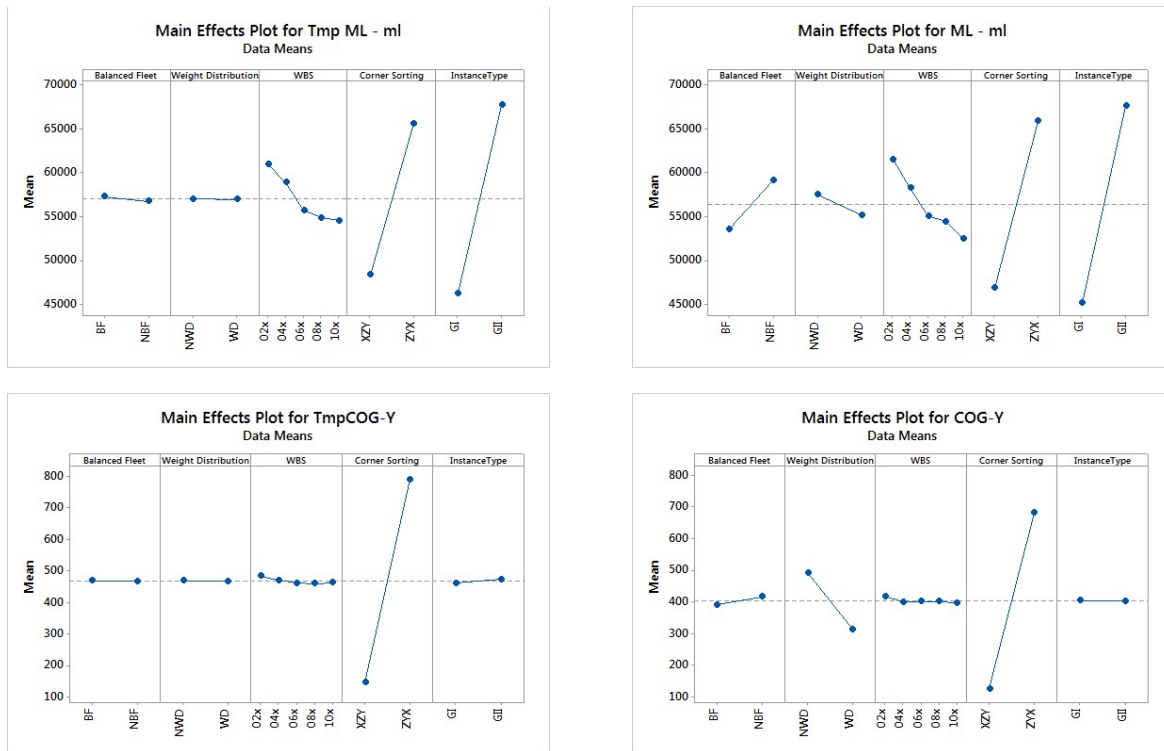 Main Effects Plot for Tmp ML - ml
Data Means
Balanced Fleet Weight Distribution WBS Corner Sorting InstanceType
70000
65000
60000
55000
50000
45000
Mean
BF NBF NWD WD 02x 04x 06x 08x 10x XZY ZYX GI GII
Main Effects Plot for ML - ml
Data Means
Balanced Fleet Weight Distribution WBS Corner Sorting InstanceType
70000
65000
60000
55000
50000
45000
Mean
BF NBF NWD WD 02x 04x 06x 08x 10x XZY ZYX GI GII
Main Effects Plot for TmpCOG-Y
Data Means
Balanced Fleet Weight Distribution WBS Corner Sorting InstanceType
800
700
600
500
400
300
200
100
Mean
BF NBF NWD WD 02x 04x 06x 08x 10x XZY ZYX GI GII
Main Effects Plot for COG-Y
Data Means
Balanced Fleet Weight Distribution WBS Corner Sorting InstanceType
800
700
600
500
400
300
200
100
Mean
BF NBF NWD WD 02x 04x 06x 08x 10x XZY ZYX GI GII